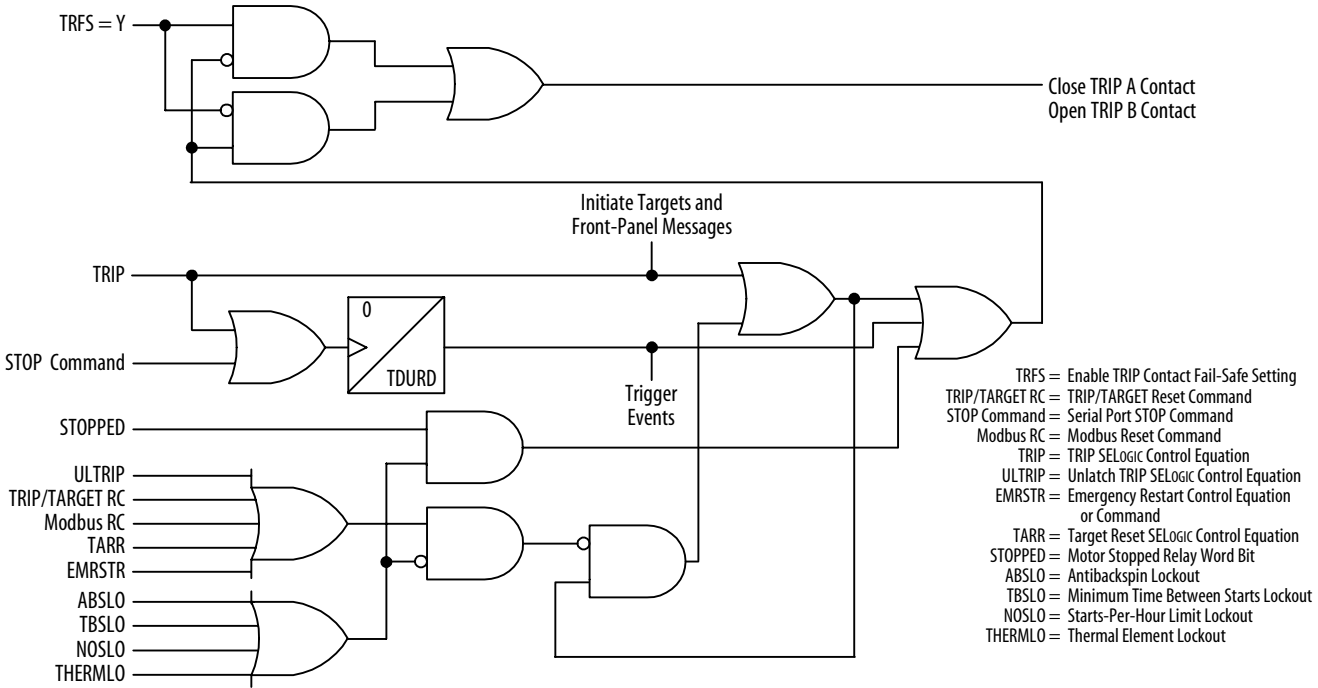 TRFS = Y
Close TRIP A Contact
Open TRIP B Contact
Initiate Targets and
Front-Panel Messages
TRIP
0
TDURD
STOP Command
Trigger
Events
STOPPED
ULTRIP
TRIP/TARGET RC
Modbus RC
TARR
EMRSTR
ABSLO
TBSLO
NOSLO
THERMLO
TRFS = Enable TRIP Contact Fail-Safe Setting
TRIP/TARGET RC = TRIP/TARGET Reset Command
STOP Command = Serial Port STOP Command
Modbus RC = Modbus Reset Command
TRIP = TRIP SELOGIC Control Equation
ULTRIP = Unlatch TRIP SELOGIC Control Equation
EMRSTR = Emergency Restart Control Equation
or Command
TARR = Target Reset SELOGIC Control Equation
STOPPED = Motor Stopped Relay Word Bit
ABSLO = Antibackspin Lockout
TBSLO = Minimum Time Between Starts Lockout
NOSLO = Starts-Per-Hour Limit Lockout
THERMLO = Thermal Element Lockout